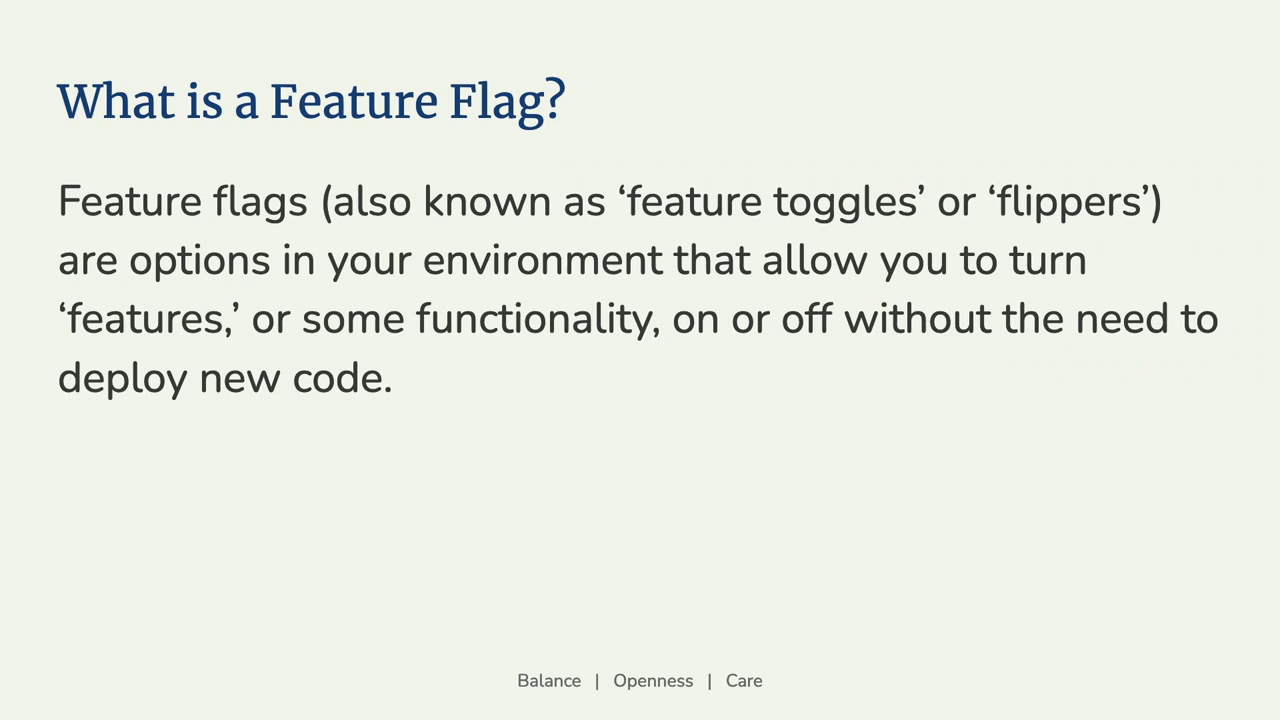 What is a Feature Flag?
Feature flags (also known as ‘feature toggles’ or ‘flippers’)
are options in your environment that allow you to turn
‘features,’ or some functionality, on or off without the need to
deploy new code.
Balance | Openness | Care